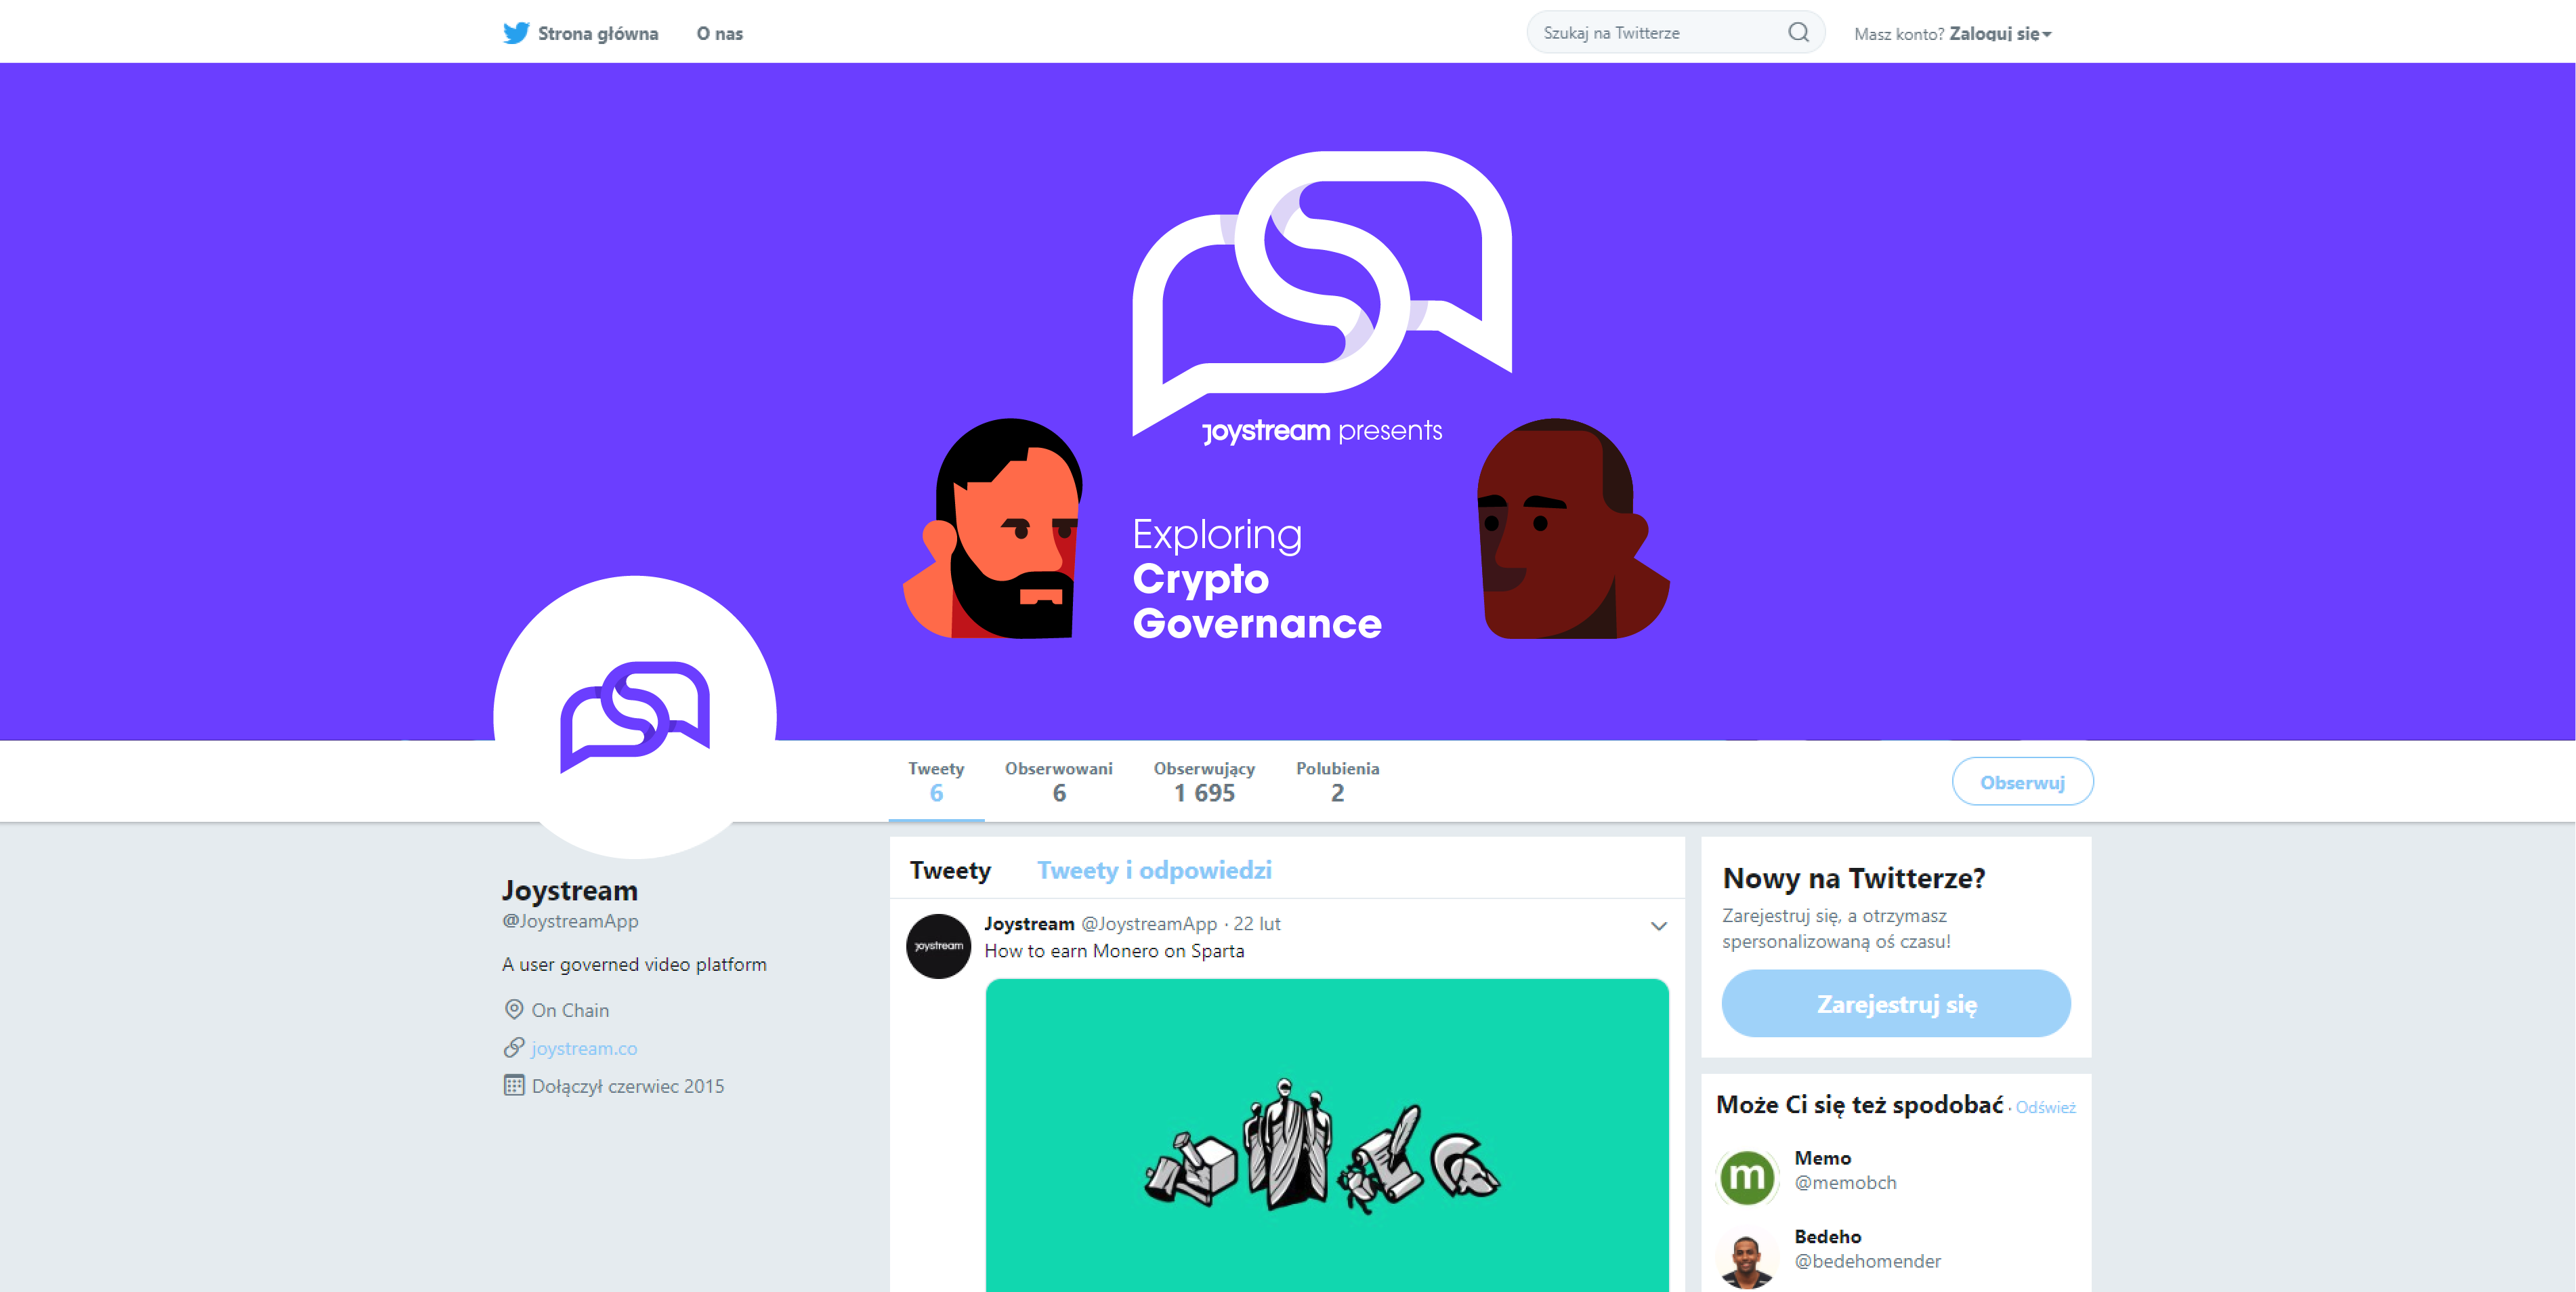 Strona główna
O nas
Szukaj na Twitterze
Masz konto? Zaloguj się
joystream presents
Exploring
Crypto
Governance
Tweety
6
Obserwowani
6
Obserwujący
1 695
Polubienia
2
Obserwuj
Joystream
@JoystreamApp
A user governed video platform
On Chain
joystream.co
Dołączył czerwiec 2015
Tweety
Tweety i odpowiedzi
joystream
Joystream @JoystreamApp · 22 lut
How to earn Monero on Sparta
Nowy na Twitterze?
Zarejestruj się, a otrzymasz
spersonalizowaną oś czasu!
Zarejestruj się
Może Ci się też spodobać · Odśwież
m
Memo
@memobch
Bedeho
@bedehomender